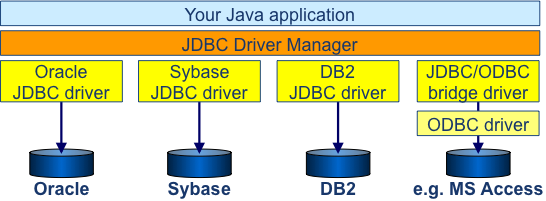 Your Java application
JDBC Driver Manager
Oracle
JDBC driver
Sybase
JDBC driver
DB2
JDBC driver
JDBC/ODBC
bridge driver
ODBC driver
Oracle
Sybase
DB2
e.g. MS Access